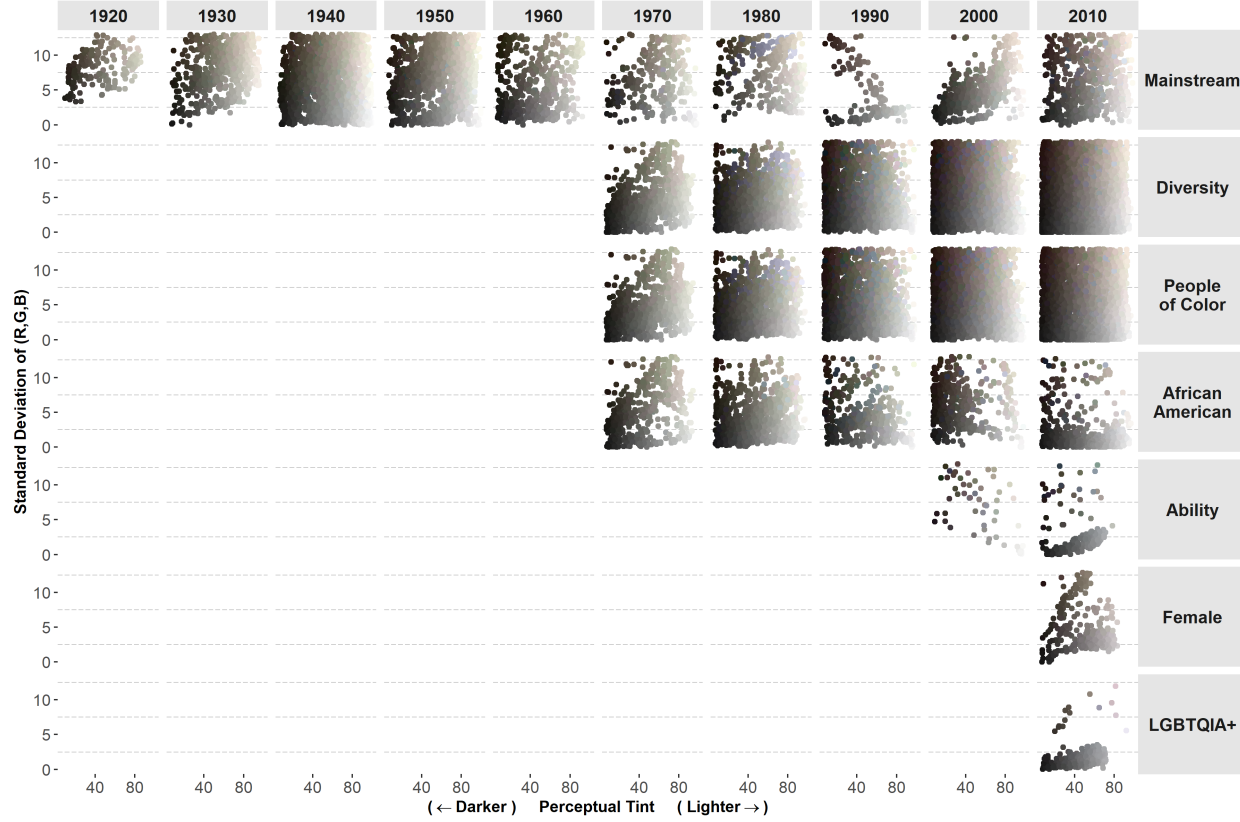 1920 1930 1940 1950 1960 1970 1980 1990 2000 2010
10
5
0
Mainstream
10
5
0
Diversity
10
5
0
People
of Color
10
5
0
African
American
10
5
0
Ability
10
5
0
Female
10
5
0
LGBTQIA+
Standard Deviation of (R,G,B)
40 80 40 80 40 80 40 80 40 80 40 80 40 80 40 80 40 80 40 80
( ← Darker ) Perceptual Tint ( Lighter → )